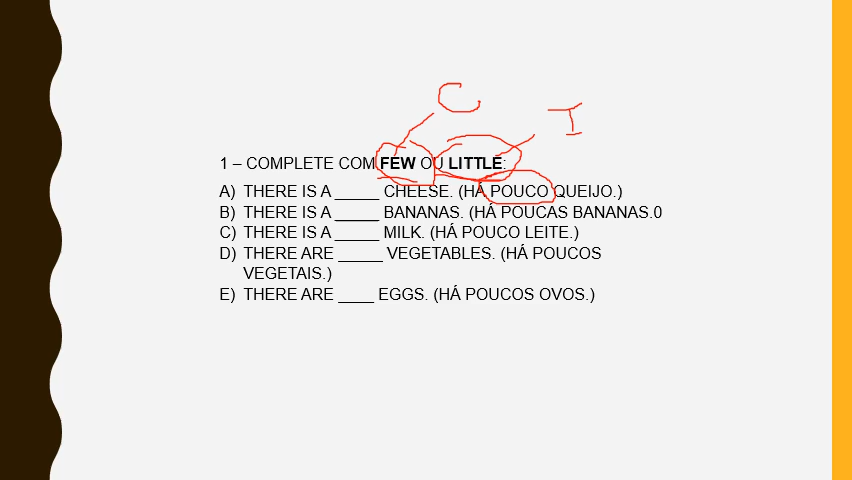 C I
1 – COMPLETE COM FEW OU LITTLE:
A) THERE IS A _____ CHEESE. (HÁ POUCO QUEIJO.)
B) THERE IS A _____ BANANAS. (HÁ POUCAS BANANAS.0
C) THERE IS A _____ MILK. (HÁ POUCO LEITE.)
D) THERE ARE _____ VEGETABLES. (HÁ POUCOS
VEGETAIS.)
E) THERE ARE ____ EGGS. (HÁ POUCOS OVOS.)